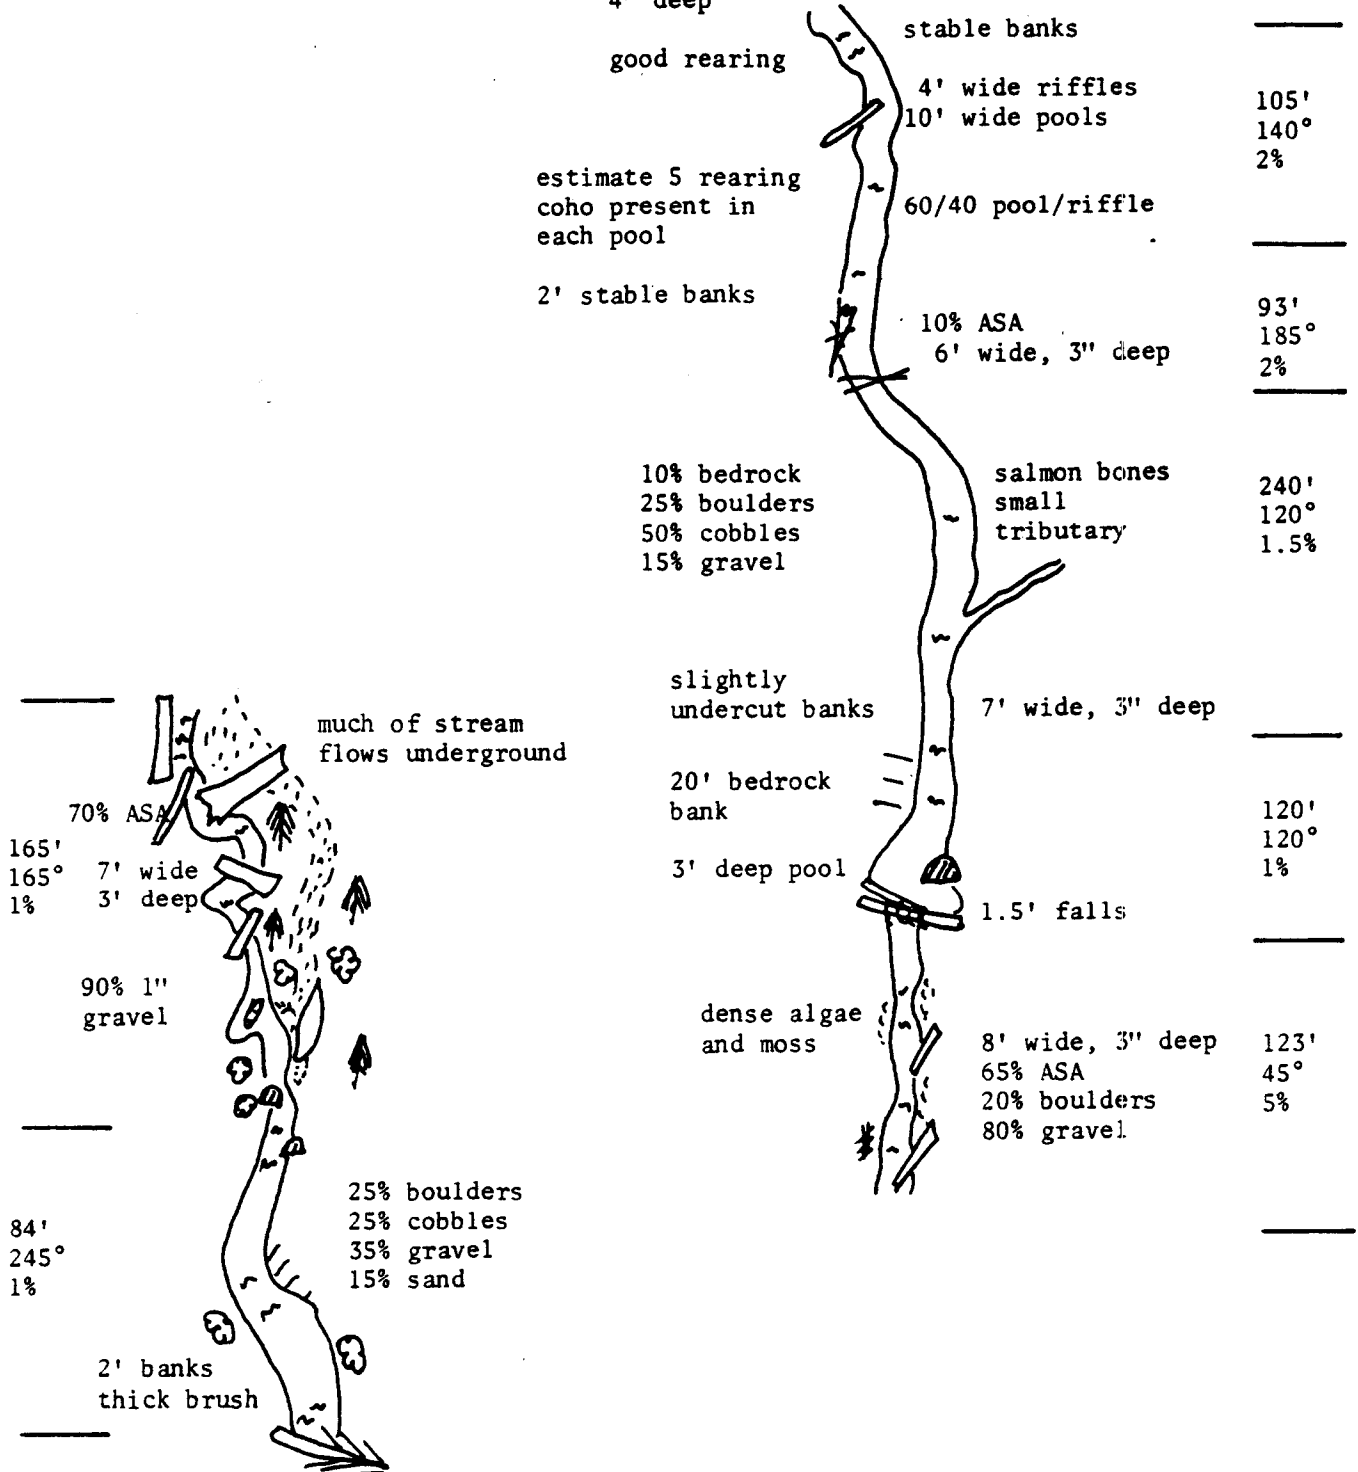 4" deep
good rearing
stable banks
4' wide riffles
10' wide pools
105'
140°
2%
estimate 5 rearing
coho present in
each pool
60/40 pool/riffle
2' stable banks
10% ASA
6' wide, 3" deep
93'
185°
2%
10% bedrock
25% boulders
50% cobbles
15% gravel
salmon bones
small
tributary
240'
120°
1.5%
slightly
undercut banks
7' wide, 3" deep
20' bedrock
bank
3' deep pool
1.5' falls
120'
120°
1%
dense algae
and moss
8' wide, 3" deep
65% ASA
20% boulders
80% gravel
123'
45°
5%
much of stream
flows underground
70% ASA
165'
165°
1%
7' wide
3' deep
90% 1"
gravel
25% boulders
25% cobbles
35% gravel
15% sand
84'
245°
1%
2' banks
thick brush